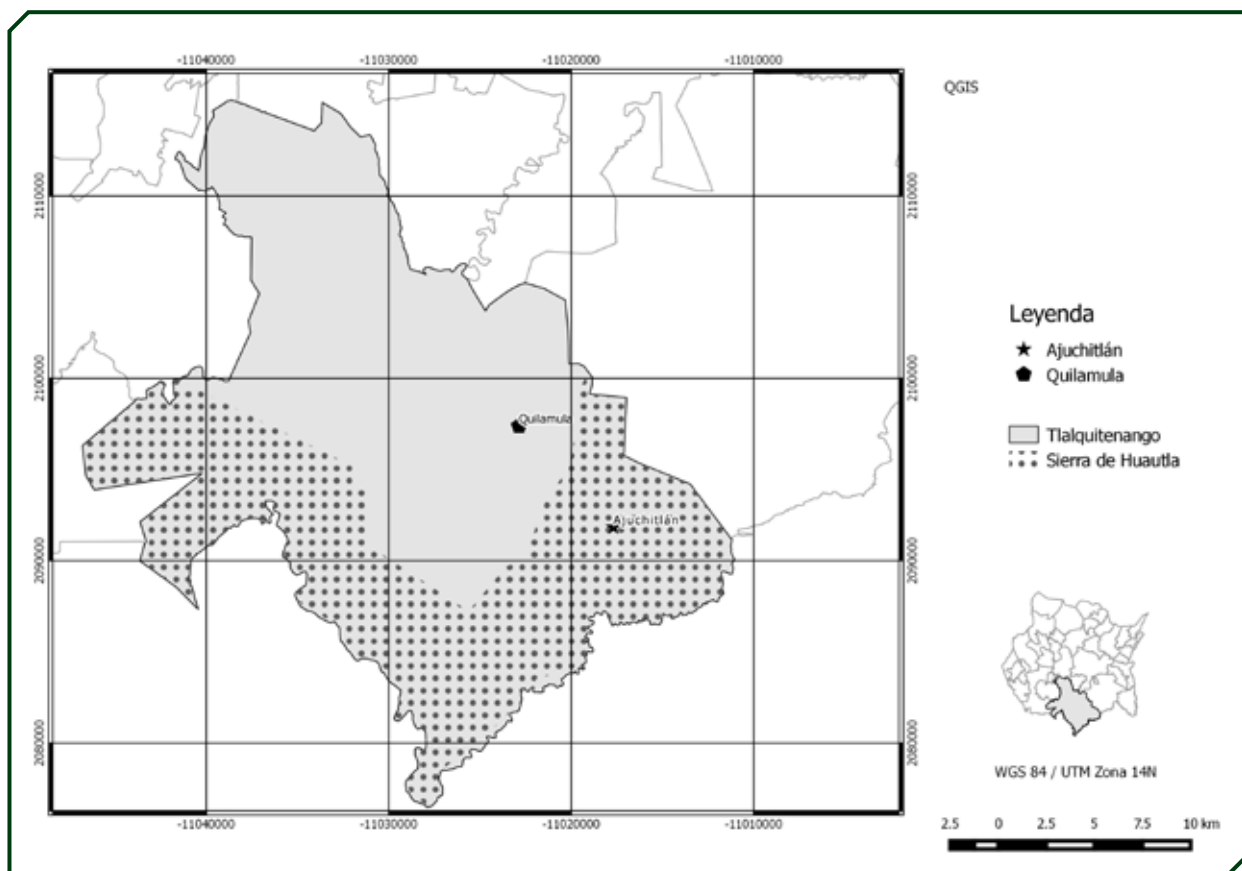 -11040000 -11030000 -11020000 -11010000
QGIS
2110000 2110000
2100000 2100000
2090000 2090000
2080000 2080000
Quilamula
Ajuchitlán
-11040000 -11030000 -11020000 -11010000
Leyenda
Ajuchitlán
Quilamula
Tlalquitenango
Sierra de Huautla
WGS 84 / UTM Zona 14N
2.5 0 2.5 5 7.5 10 km